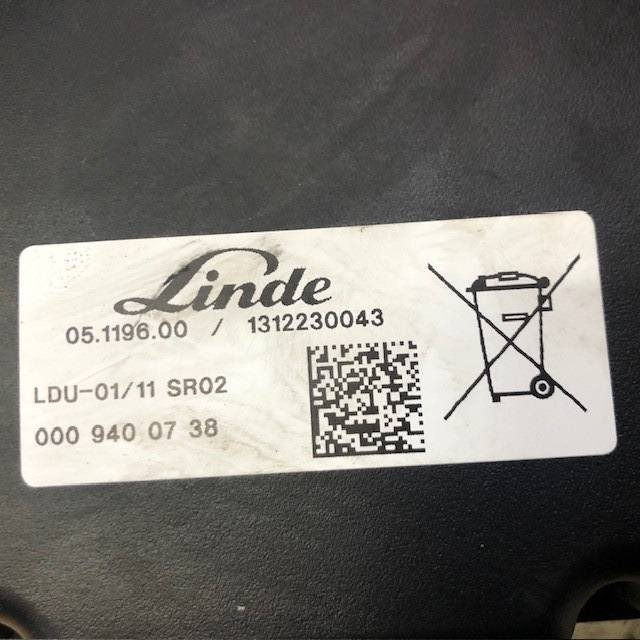 Linde
05.1196.00 / 1312230043
LDU-01/11 SR02
000 940 07 38